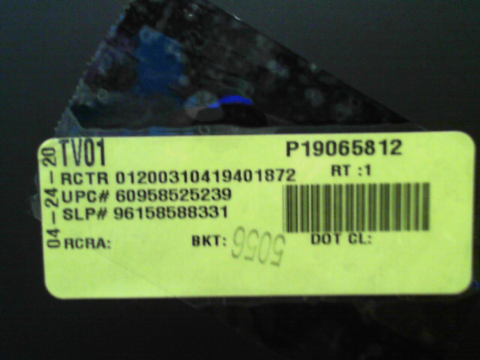 04-24-20
TV01 P19065812
RCTR 01200310419401872 RT :1
UPC# 60958525239
SLP# 96158588331
RCRA: BKT: 5056 DOT CL: